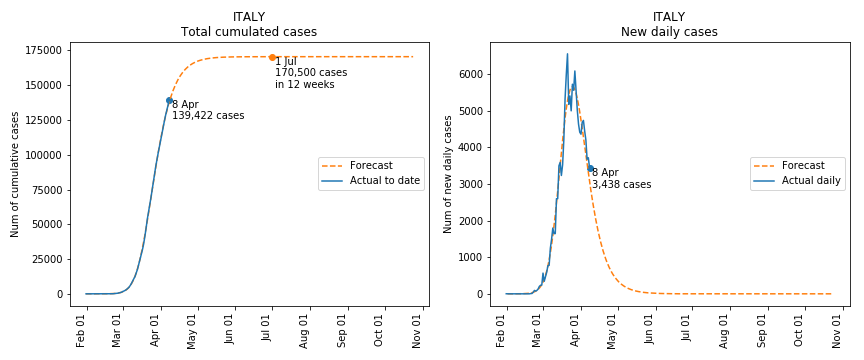 ITALY
Total cumulated cases
Num of cumulative cases
175000
150000
125000
100000
75000
50000
25000
0
1 Jul
170,500 cases
in 12 weeks
8 Apr
139,422 cases
Forecast
Actual to date
Feb 01
Mar 01
Apr 01
May 01
Jun 01
Jul 01
Aug 01
Sep 01
Oct 01
Nov 01
ITALY
New daily cases
Num of new daily cases
6000
5000
4000
3000
2000
1000
0
8 Apr
3,438 cases
Forecast
Actual daily
Feb 01
Mar 01
Apr 01
May 01
Jun 01
Jul 01
Aug 01
Sep 01
Oct 01
Nov 01